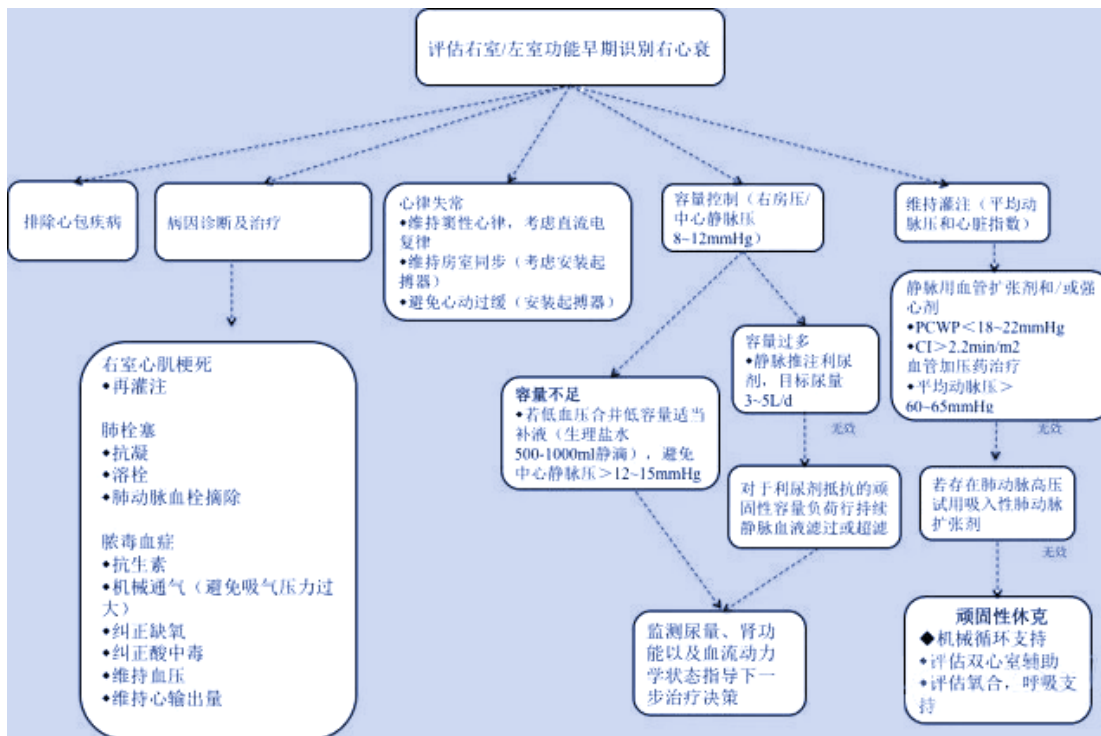 评估右室/左室功能早期识别右心衰
排除心包疾病
病因诊断及治疗
心律失常
◆维持窦性心律，考虑直流电
复律
◆维持房室同步（考虑安装起
搏器）
◆避免心动过缓（安装起搏器）
容量控制（右房压/
中心静脉压
8~12mmHg）
维持灌注（平均动
脉压和心脏指数）
右室心肌梗死
◆再灌注
肺栓塞
◆抗凝
◆溶栓
◆肺动脉血栓摘除
脓毒血症
◆抗生素
◆机械通气（避免吸气压力过
大）
◆纠正缺氧
◆纠正酸中毒
◆维持血压
◆维持心输出量
容量不足
◆若低血压合并低容量适当
补液（生理盐水
500-1000ml静滴），避免
中心静脉压＞12~15mmHg
容量过多
◆静脉推注利尿
剂，目标尿量
3~5L/d
无效
对于利尿剂抵抗的顽
固性容量负荷行持续
静脉血液滤过或超滤
监测尿量、肾功
能以及血流动力
学状态指导下一
步治疗决策
静脉用血管扩张剂和/或强
心剂
◆PCWP＜18~22mmHg
◆CI＞2.2min/m2
血管加压药治疗
◆平均动脉压＞
60~65mmHg
无效
若存在肺动脉高压
试用吸入性肺动脉
扩张剂
无效
顽固性休克
◆机械循环支持
◆评估双心室辅助
◆评估氧合，呼吸支
持